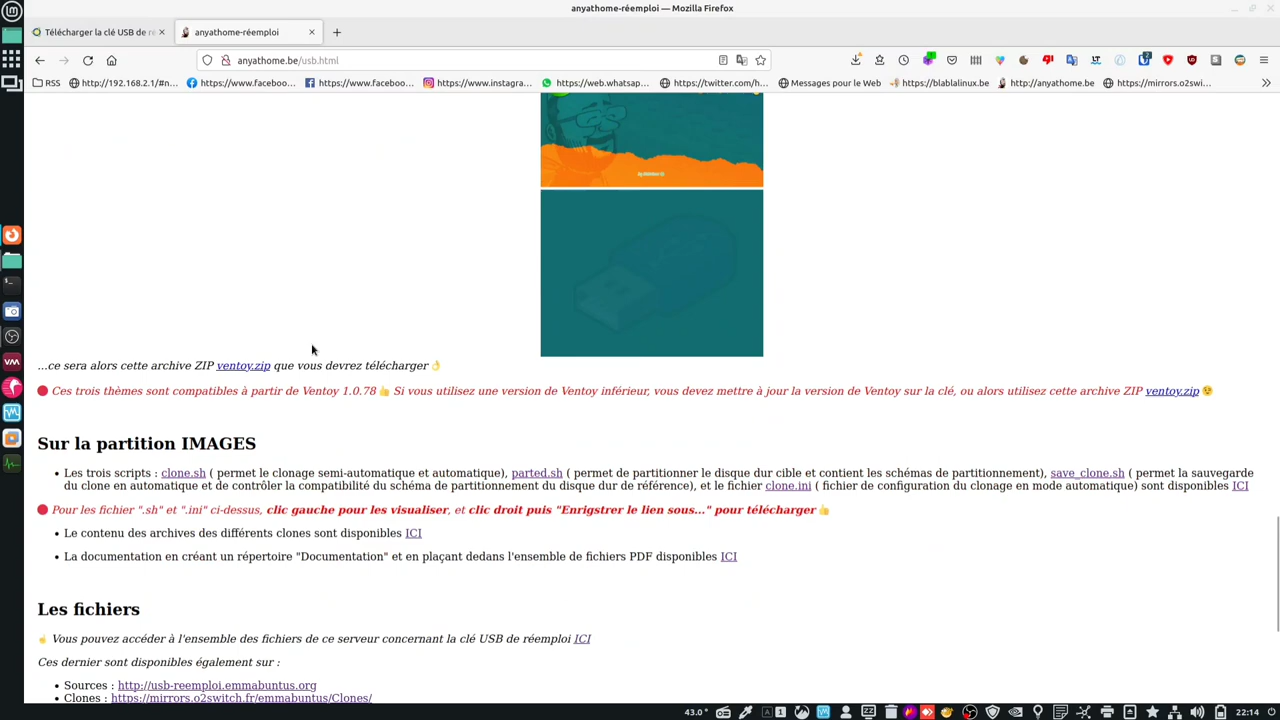 anyathome-réemploi — Mozilla Firefox
Télécharger la clé USB de ré
anyathome-réemploi
anyathome.be/usb.html
RSS http://192.168.2.1/#n... https://www.faceboo... https://www.faceboo... https://www.instagra... https://web.whatsap... https://twitter.com/h... Messages pour le Web https://blablalinux.be http://anyathome.be https://mirrors.o2swi...
...ce sera alors cette archive ZIP ventoy.zip que vous devrez télécharger 👌
🔴 Ces trois thèmes sont compatibles à partir de Ventoy 1.0.78 👍 Si vous utilisez une version de Ventoy inférieur, vous devez mettre à jour la version de Ventoy sur la clé, ou alors utilisez cette archive ZIP ventoy.zip 😉
Sur la partition IMAGES
• Les trois scripts : clone.sh ( permet le clonage semi-automatique et automatique), parted.sh ( permet de partitionner le disque dur cible et contient les schémas de partitionnement), save_clone.sh ( permet la sauvegarde
du clone en automatique et de contrôler la compatibilité du schéma de partitionnement du disque dur de référence), et le fichier clone.ini ( fichier de configuration du clonage en mode automatique) sont disponibles ICI
🔴 Pour les fichier ".sh" et ".ini" ci-dessus, clic gauche pour les visualiser, et clic droit puis "Enrigstrer le lien sous..." pour télécharger 👍
• Le contenu des archives des différents clones sont disponibles ICI
• La documentation en créant un répertoire "Documentation" et en plaçant dedans l'ensemble de fichiers PDF disponibles ICI
Les fichiers
☝ Vous pouvez accéder à l'ensemble des fichiers de ce serveur concernant la clé USB de réemploi ICI
Ces dernier sont disponibles également sur :
• Sources : http://usb-reemploi.emmabuntus.org
• Clones : https://mirrors.o2switch.fr/emmabuntus/Clones/
43.0° 22:14